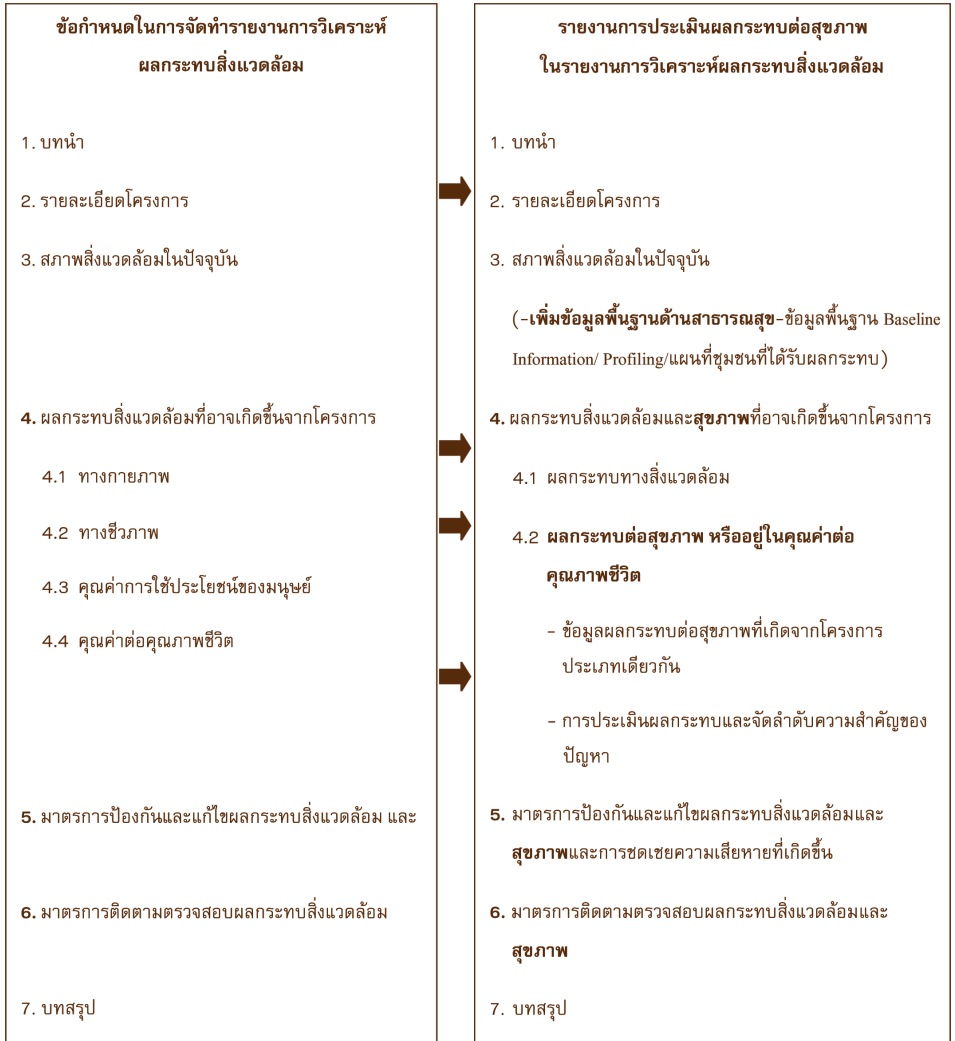 ข้อกำหนดในการจัดทำรายงานการวิเคราะห์
ผลกระทบสิ่งแวดล้อม
1. บทนำ
2. รายละเอียดโครงการ
3. สภาพสิ่งแวดล้อมในปัจจุบัน
4. ผลกระทบสิ่งแวดล้อมที่อาจเกิดขึ้นจากโครงการ
4.1 ทางกายภาพ
4.2 ทางชีวภาพ
4.3 คุณค่าการใช้ประโยชน์ของมนุษย์
4.4 คุณค่าต่อคุณภาพชีวิต
5. มาตรการป้องกันและแก้ไขผลกระทบสิ่งแวดล้อม และ
6. มาตรการติดตามตรวจสอบผลกระทบสิ่งแวดล้อม
7. บทสรุป
รายงานการประเมินผลกระทบต่อสุขภาพ
ในรายงานการวิเคราะห์ผลกระทบสิ่งแวดล้อม
1. บทนำ
2. รายละเอียดโครงการ
3. สภาพสิ่งแวดล้อมในปัจจุบัน
(-เพิ่มข้อมูลพื้นฐานด้านสาธารณสุข-ข้อมูลพื้นฐาน Baseline
Information/ Profiling/แผนที่ชุมชนที่ได้รับผลกระทบ)
4. ผลกระทบสิ่งแวดล้อมและสุขภาพที่อาจเกิดขึ้นจากโครงการ
4.1 ผลกระทบทางสิ่งแวดล้อม
4.2 ผลกระทบต่อสุขภาพ หรืออยู่ในคุณค่าต่อ
คุณภาพชีวิต
- ข้อมูลผลกระทบต่อสุขภาพที่เกิดจากโครงการ
ประเภทเดียวกัน
- การประเมินผลกระทบและจัดลำดับความสำคัญของ
ปัญหา
5. มาตรการป้องกันและแก้ไขผลกระทบสิ่งแวดล้อมและ
สุขภาพและการชดเชยความเสียหายที่เกิดขึ้น
6. มาตรการติดตามตรวจสอบผลกระทบสิ่งแวดล้อมและ
สุขภาพ
7. บทสรุป